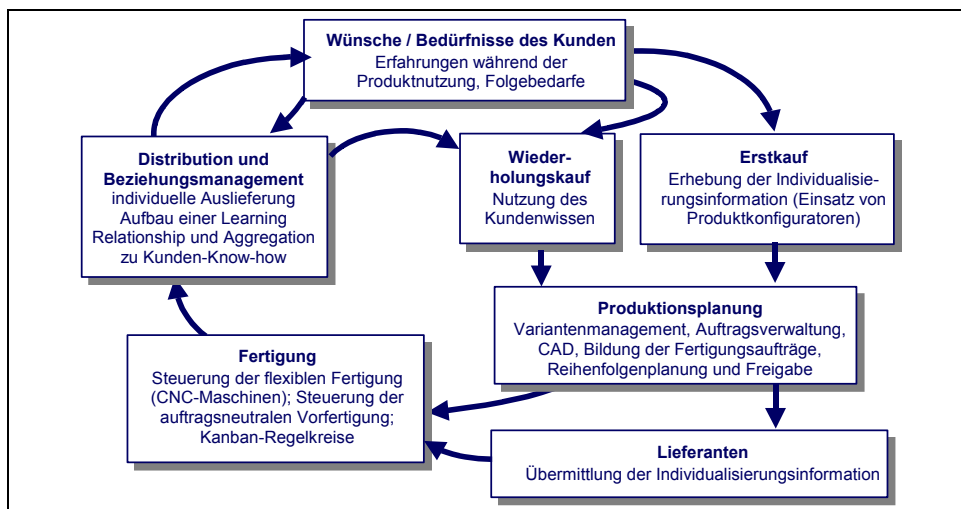 Wünsche / Bedürfnisse des Kunden
Erfahrungen während der
Produktnutzung, Folgebedarfe
Distribution und
Beziehungsmanagement
individuelle Auslieferung
Aufbau einer Learning
Relationship und Aggregation
zu Kunden-Know-how
Wieder-
holungskauf
Nutzung des
Kundenwissen
Erstkauf
Erhebung der Individualisie-
rungsinformation (Einsatz von
Produktkonfiguratoren)
Produktionsplanung
Variantenmanagement, Auftragsverwaltung,
CAD, Bildung der Fertigungsaufträge,
Reihenfolgenplanung und Freigabe
Fertigung
Steuerung der flexiblen Fertigung
(CNC-Maschinen); Steuerung der
auftragsneutralen Vorfertigung;
Kanban-Regelkreise
Lieferanten
Übermittlung der Individualisierungsinformation